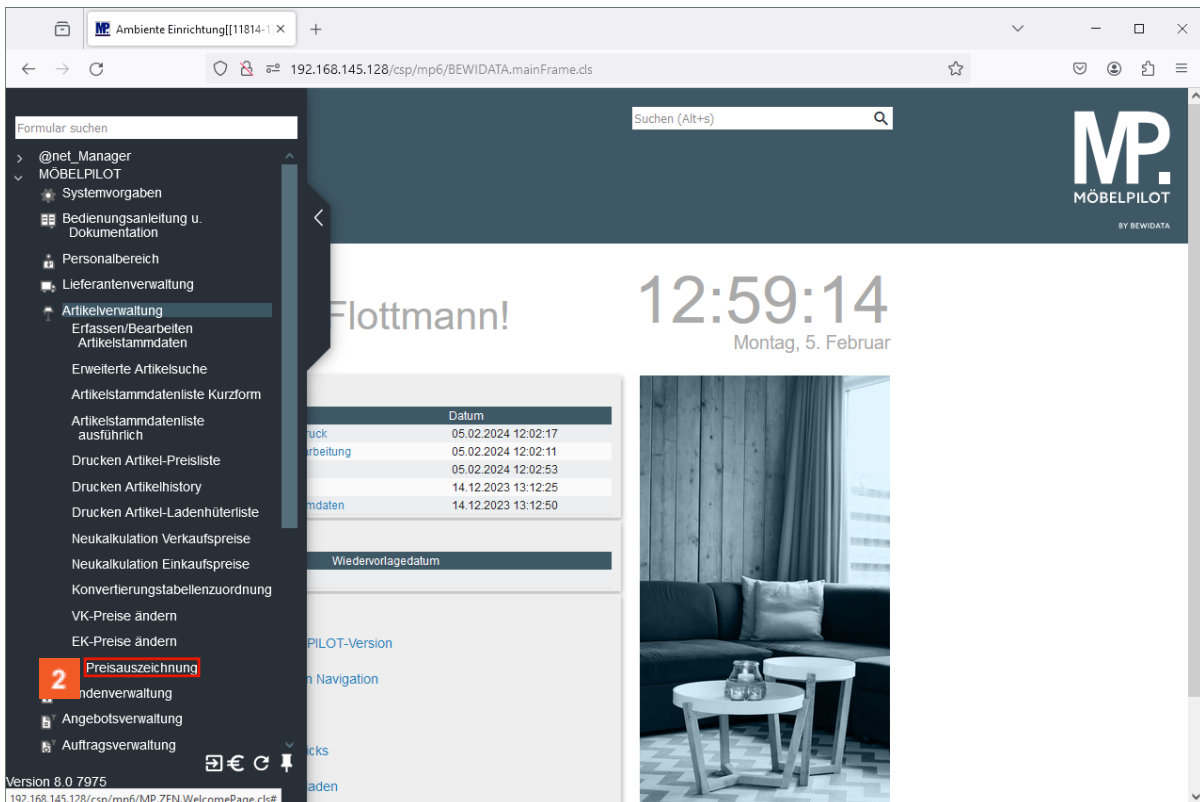 Ambiente Einrichtung[[11814-1
192.168.145.128/csp/mp6/BEWIDATA.mainFrame.cls
Formular suchen
Suchen (Alt+s)
@net_Manager
MÖBELPILOT
Systemvorgaben
Bedienungsanleitung u.
Dokumentation
Personalbereich
Lieferantenverwaltung
Artikelverwaltung
Erfassen/Bearbeiten
Artikelstammdaten
Erweiterte Artikelsuche
Artikelstammdatenliste Kurzform
Artikelstammdatenliste
ausführlich
Drucken Artikel-Preisliste
Drucken Artikelhistory
Drucken Artikel-Ladenhüterliste
Neukalkulation Verkaufspreise
Neukalkulation Einkaufspreise
Konvertierungstabellenzuordnung
VK-Preise ändern
EK-Preise ändern
Preisauszeichnung
2
ndenverwaltung
Angebotsverwaltung
Auftragsverwaltung
Version 8.0 7975
192.168.145.128/csp/mp6/MP.ZEN.WelcomePage.cls#
MP.
MÖBELPILOT
BY BEWIDATA
Flottmann!
12:59:14
Montag, 5. Februar
Datum
ruck 05.02.2024 12:02:17
rbeitung 05.02.2024 12:02:11
05.02.2024 12:02:53
14.12.2023 13:12:25
mdaten 14.12.2023 13:12:50
Wiedervorlagedatum
PILOT-Version
n Navigation
icks
aden